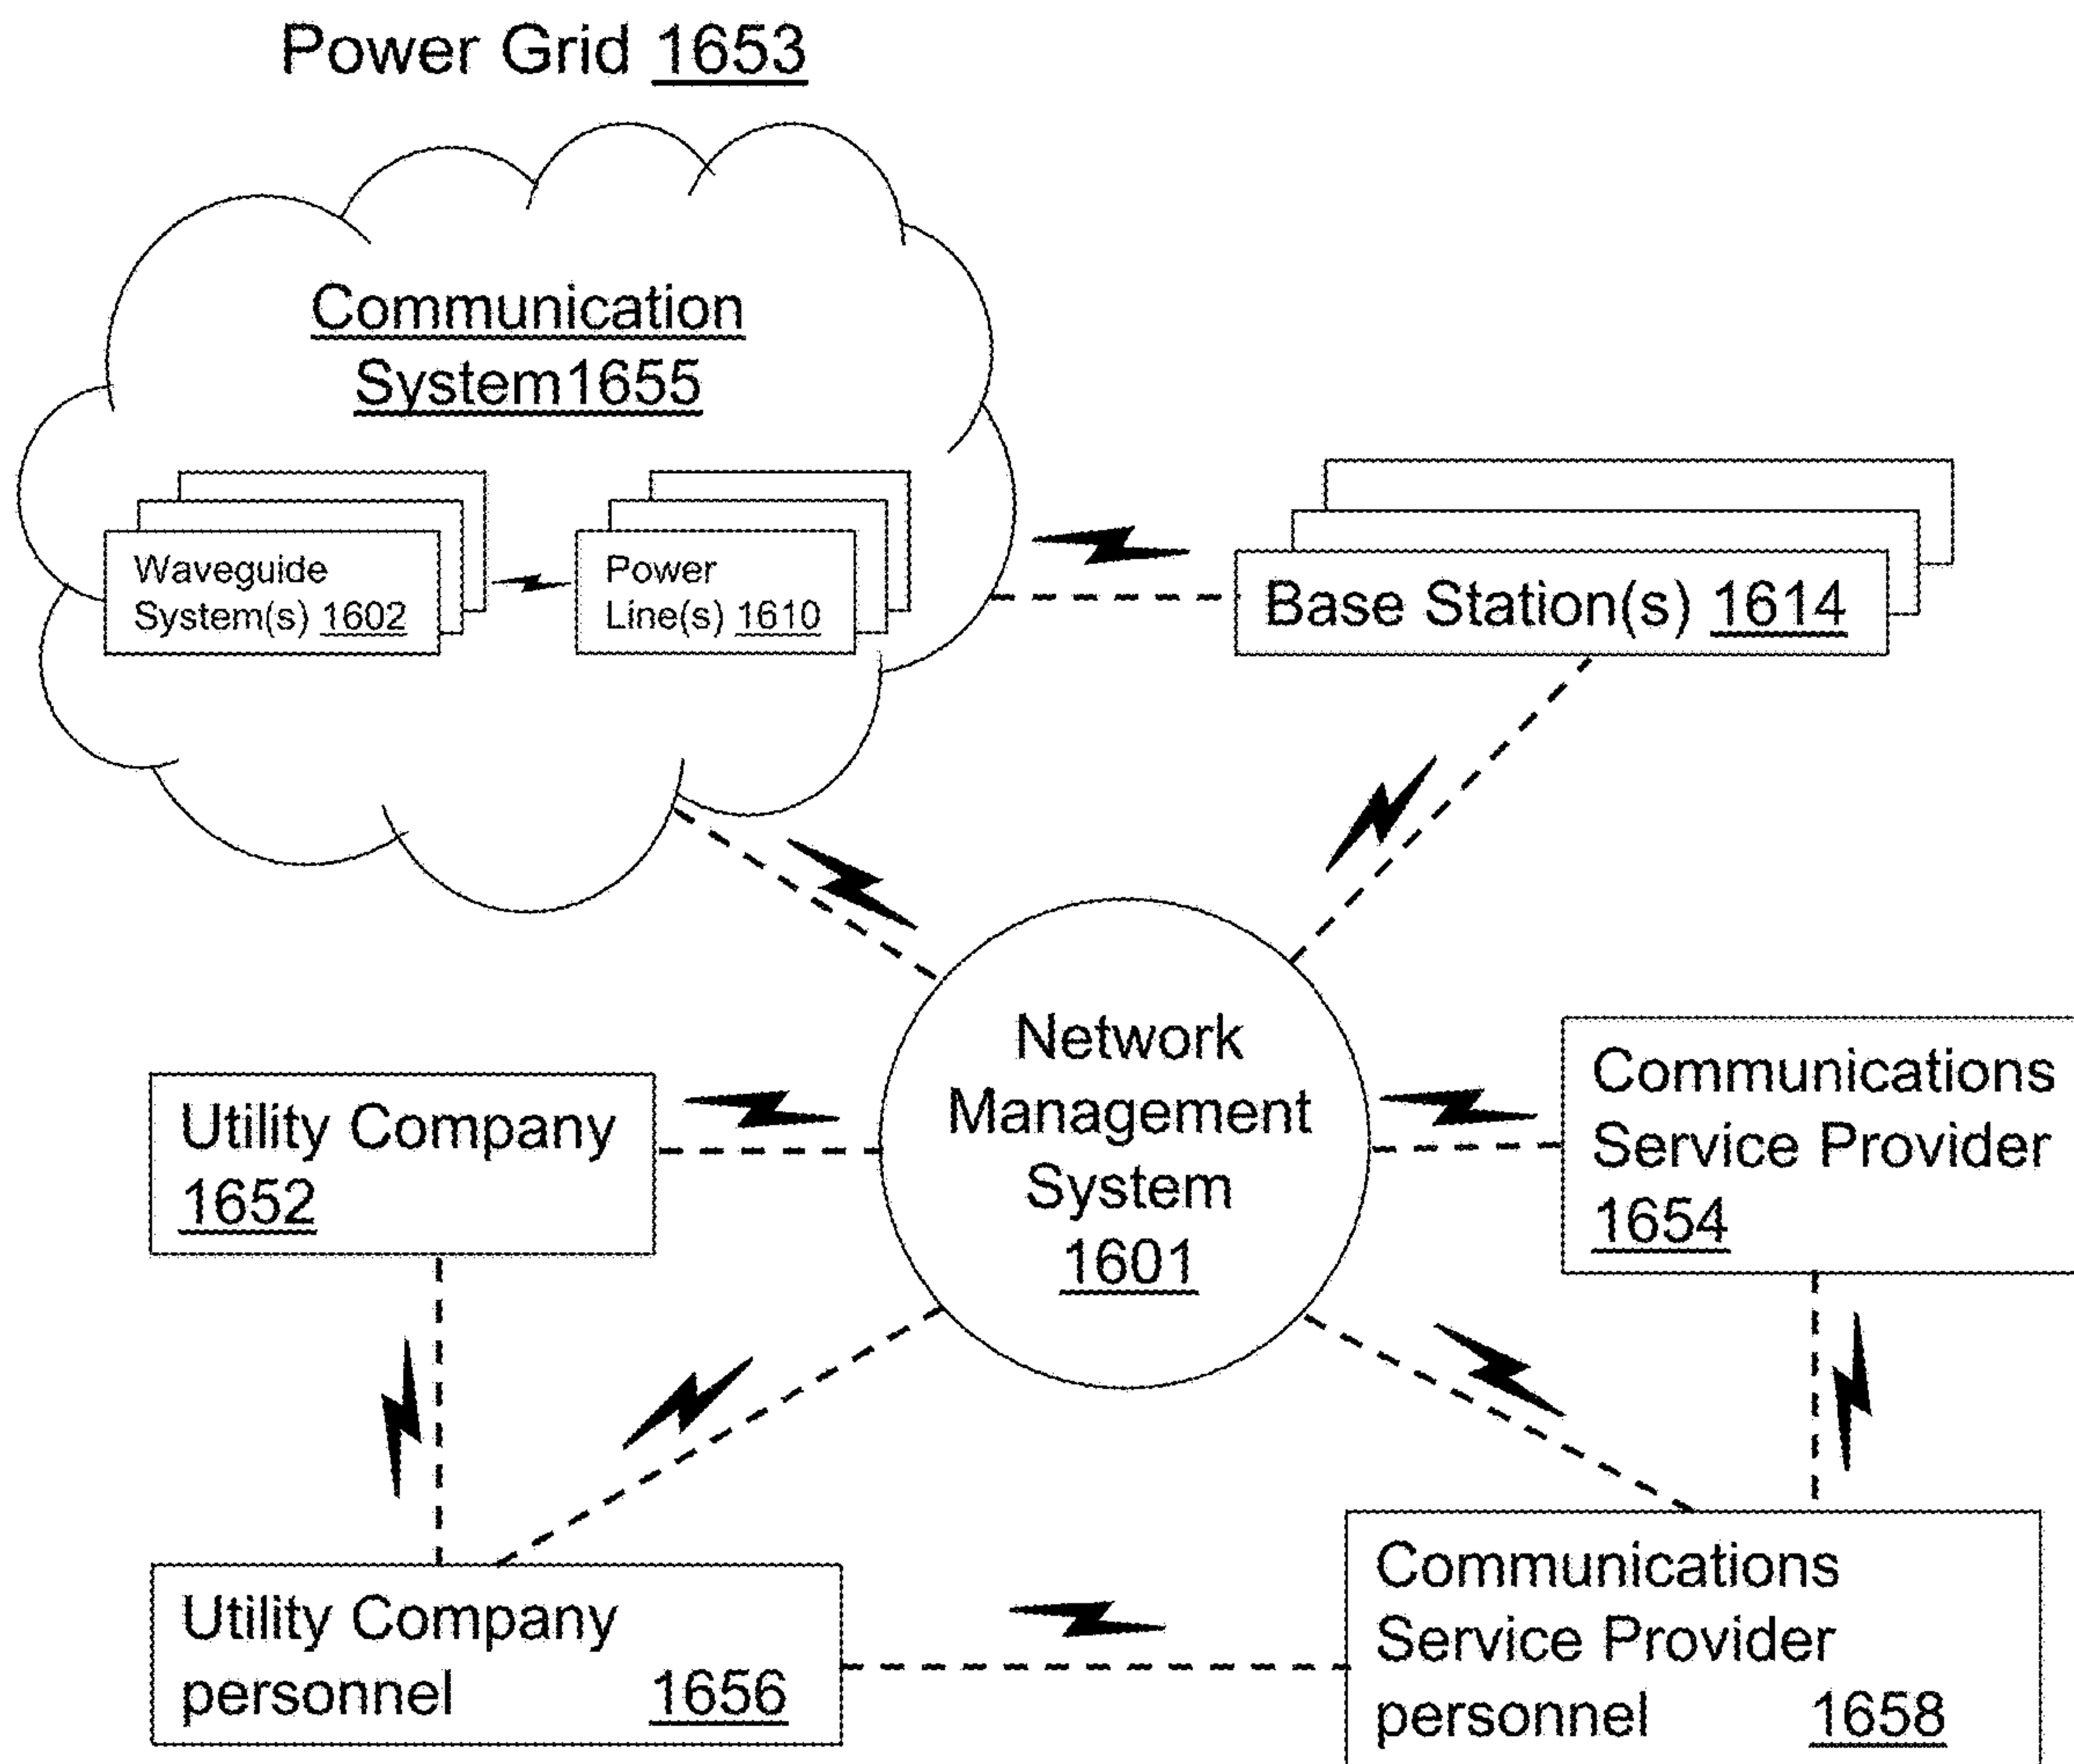 Power Grid 1653
Communication
System1655
Waveguide
System(s) 1602
Power
Line(s) 1610
Base Station(s) 1614
Network
Management
System
1601
Utility Company
1652
Communications
Service Provider
1654
Utility Company
personnel 1656
Communications
Service Provider
personnel 1658